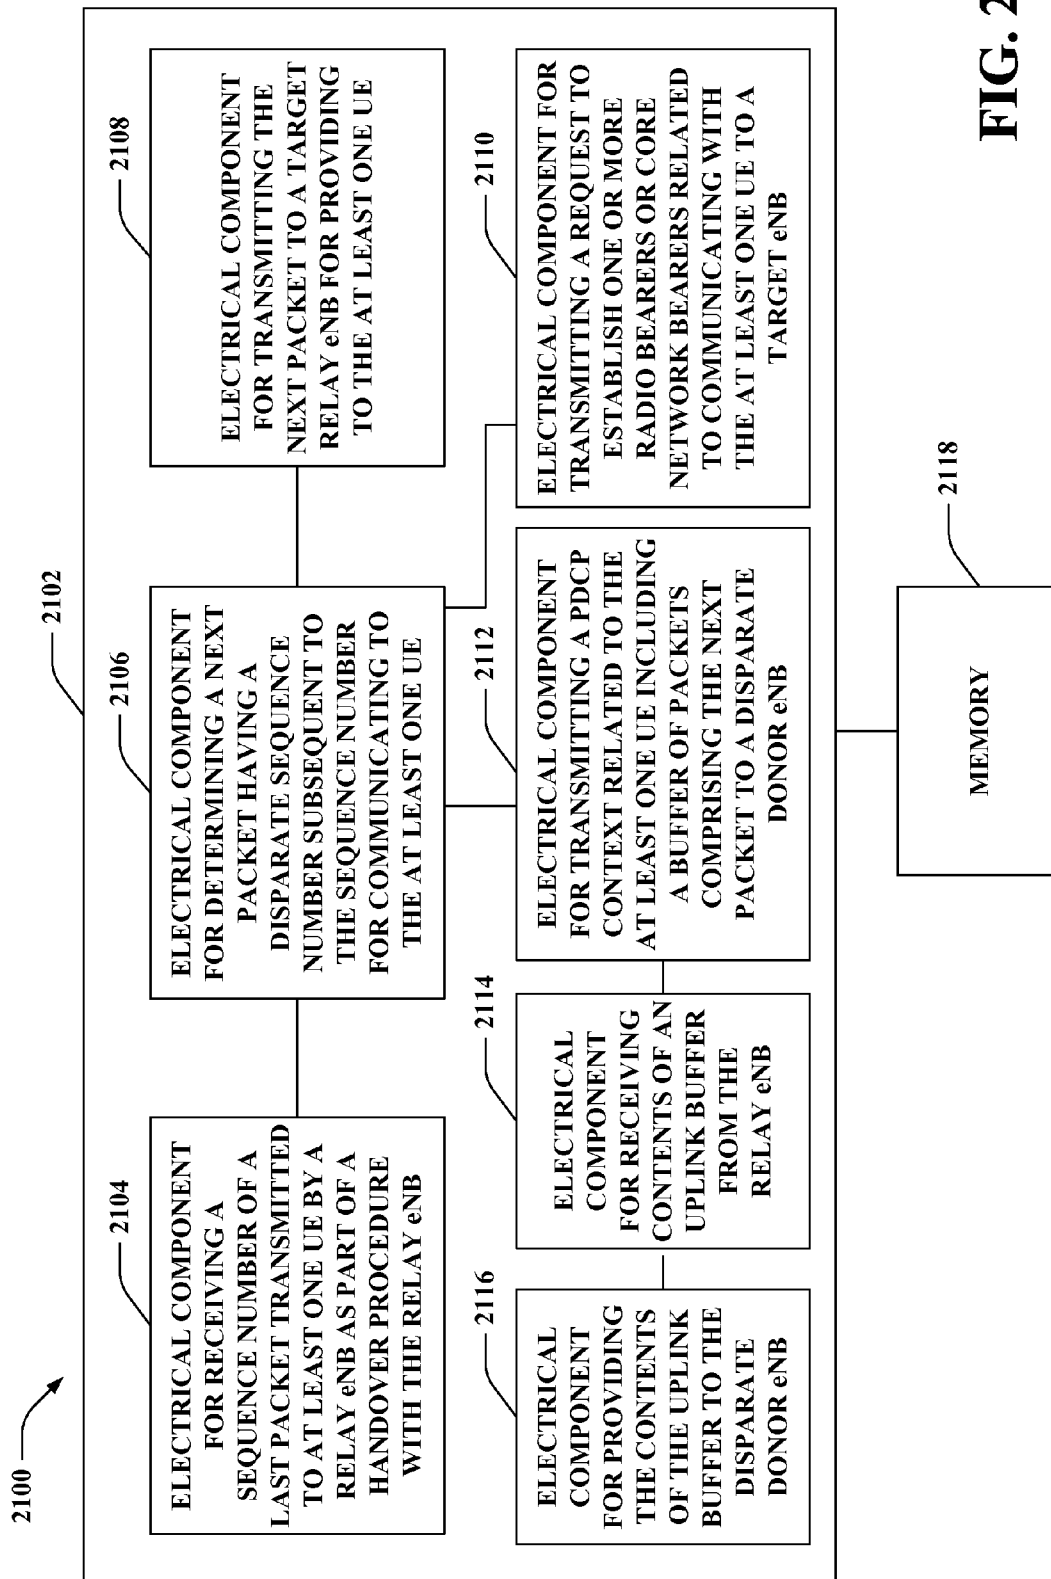 2100
2102
2104
ELECTRICAL COMPONENT
FOR RECEIVING A
SEQUENCE NUMBER OF A
LAST PACKET TRANSMITTED
TO AT LEAST ONE UE BY A
RELAY eNB AS PART OF A
HANDOVER PROCEDURE
WITH THE RELAY eNB
2106
ELECTRICAL COMPONENT
FOR DETERMINING A NEXT
PACKET HAVING A
DISPARATE SEQUENCE
NUMBER SUBSEQUENT TO
THE SEQUENCE NUMBER
FOR COMMUNICATING TO
THE AT LEAST ONE UE
2108
ELECTRICAL COMPONENT
FOR TRANSMITTING THE
NEXT PACKET TO A TARGET
RELAY eNB FOR PROVIDING
TO THE AT LEAST ONE UE
2116
ELECTRICAL
COMPONENT
FOR PROVIDING
THE CONTENTS
OF THE UPLINK
BUFFER TO THE
DISPARATE
DONOR eNB
2114
ELECTRICAL
COMPONENT
FOR RECEIVING
CONTENTS OF AN
UPLINK BUFFER
FROM THE
RELAY eNB
2112
ELECTRICAL COMPONENT
FOR TRANSMITTING A PDCP
CONTEXT RELATED TO THE
AT LEAST ONE UE INCLUDING
A BUFFER OF PACKETS
COMPRISING THE NEXT
PACKET TO A DISPARATE
DONOR eNB
2110
ELECTRICAL COMPONENT FOR
TRANSMITTING A REQUEST TO
ESTABLISH ONE OR MORE
RADIO BEARERS OR CORE
NETWORK BEARERS RELATED
TO COMMUNICATING WITH
THE AT LEAST ONE UE TO A
TARGET eNB
2118
MEMORY
FIG. 2